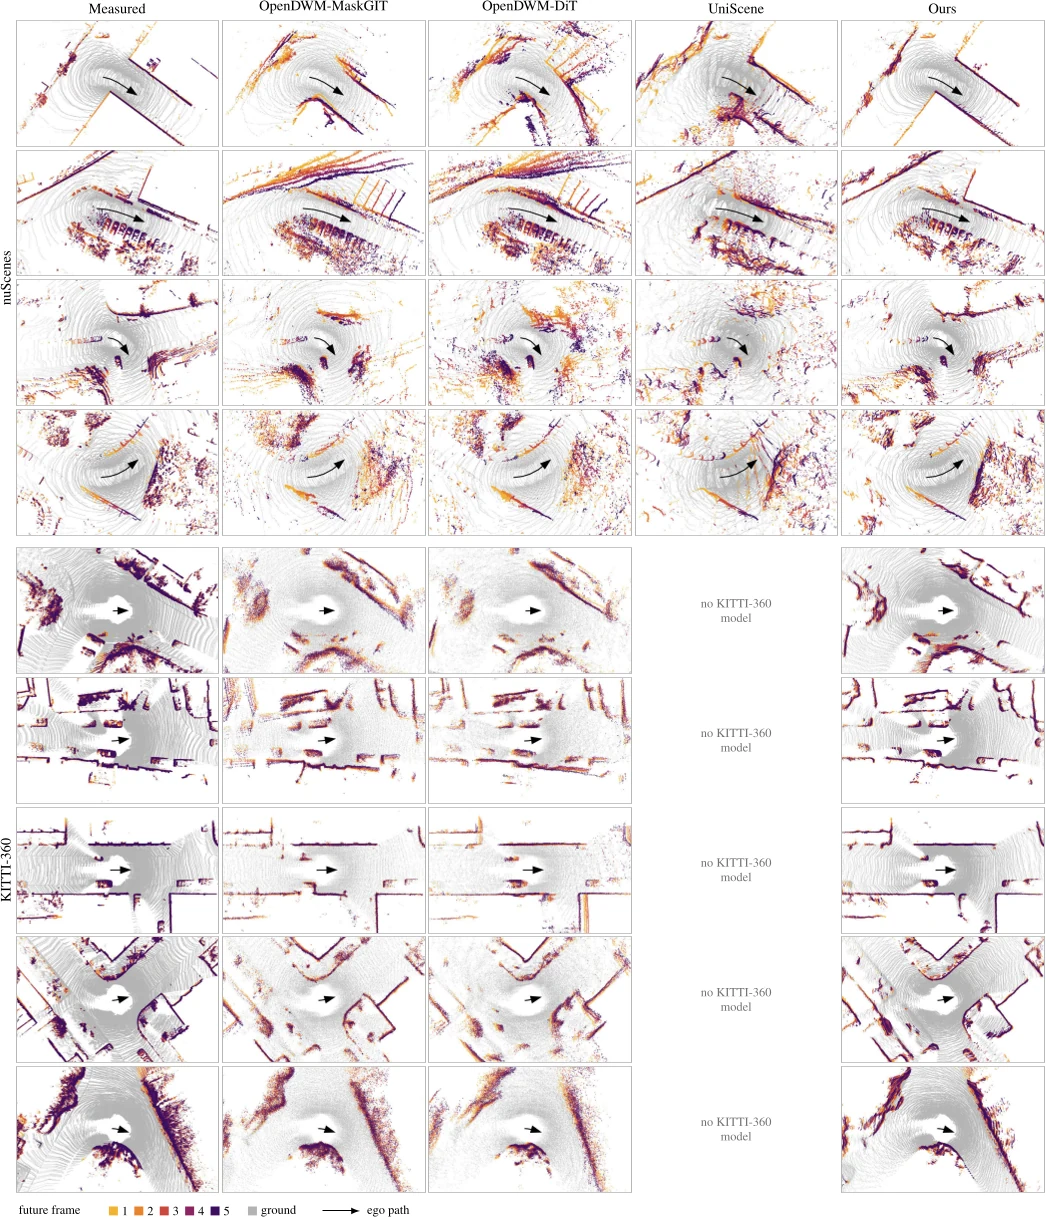 Measured OpenDWM-MaskGIT OpenDWM-DiT UniScene Ours
nuScenes
KITTI-360
no KITTI-360
model
no KITTI-360
model
no KITTI-360
model
no KITTI-360
model
no KITTI-360
model
future frame 1 2 3 4 5 ground ego path